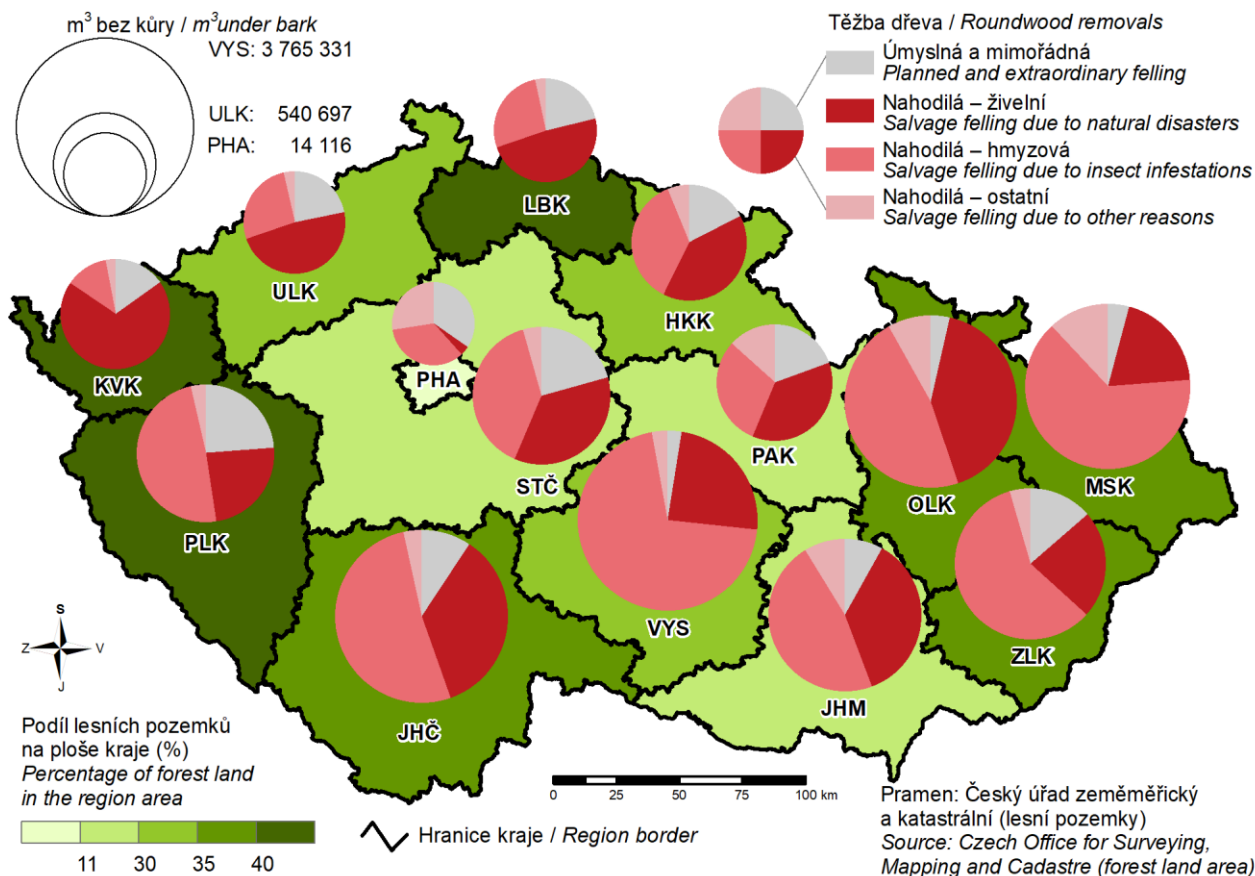 m³ bez kůry / m³under bark
VYS: 3 765 331
ULK: 540 697
PHA: 14 116
Těžba dřeva / Roundwood removals
Úmyslná a mimořádná
Planned and extraordinary felling
Nahodilá – živelní
Salvage felling due to natural disasters
Nahodilá – hmyzová
Salvage felling due to insect infestations
Nahodilá – ostatní
Salvage felling due to other reasons
LBK
ULK
HKK
KVK
PHA
PLK
STČ
PAK
OLK
MSK
VYS
JHČ
JHM
ZLK
S
Z
V
J
Podíl lesních pozemků
na ploše kraje (%)
Percentage of forest land
in the region area
11 30 35 40
Hranice kraje / Region border
0 25 50 75 100 km
Pramen: Český úřad zeměměřický
a katastrální (lesní pozemky)
Source: Czech Office for Surveying,
Mapping and Cadastre (forest land area)